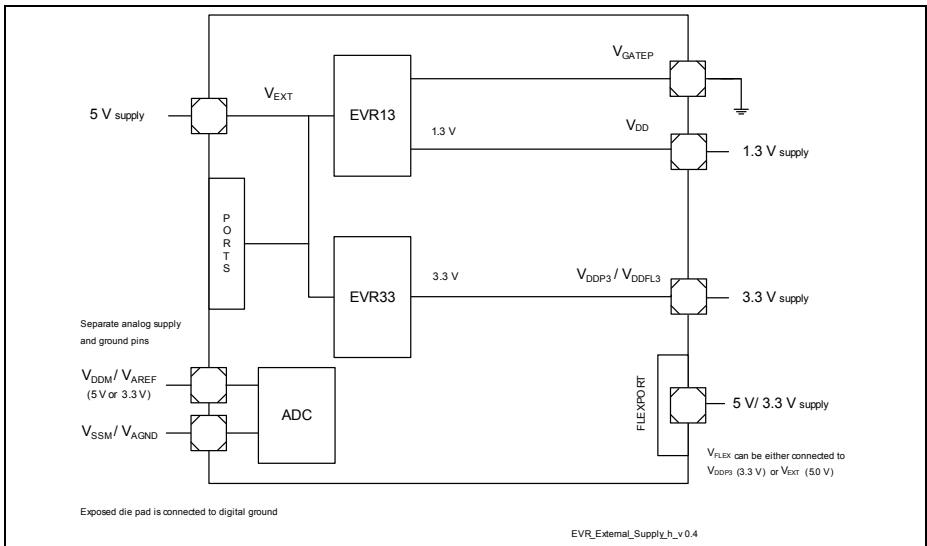 VGATEP
VEXT
5 V supply
EVR13
1.3 V
VDD
1.3 V supply
PORTS
3.3 V
VDDP3 / VDDFL3
EVR33
3.3 V supply
Separate analog supply
and ground pins
VDDM / VAREF
(5 V or 3.3 V)
ADC
FLEXPORT
5 V/ 3.3 V supply
VSSM / VAGND
VFLEX can be either connected to
VDDP3 (3.3 V) or VEXT (5.0 V)
Exposed die pad is connected to digital ground
EVR_External_Supply_h_v 0.4